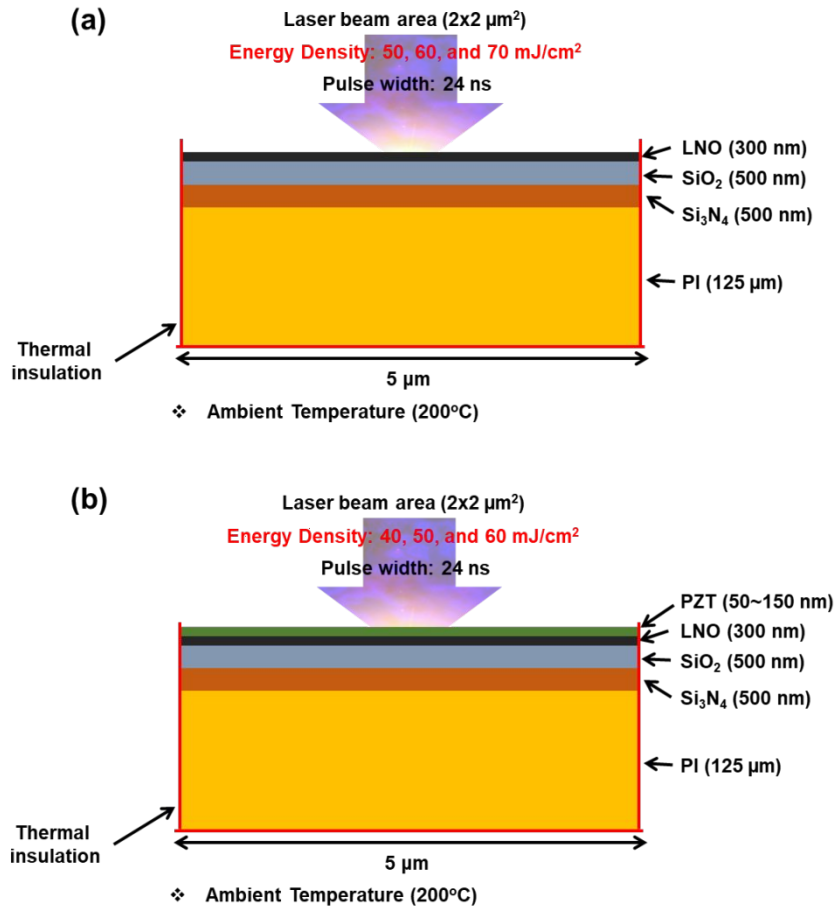 (a)
Laser beam area (2x2 µm²)
Energy Density: 50, 60, and 70 mJ/cm²
Pulse width: 24 ns
LNO (300 nm)
SiO₂ (500 nm)
Si₃N₄ (500 nm)
PI (125 µm)
Thermal
insulation
5 µm
❖ Ambient Temperature (200°C)
(b)
Laser beam area (2x2 µm²)
Energy Density: 40, 50, and 60 mJ/cm²
Pulse width: 24 ns
PZT (50~150 nm)
LNO (300 nm)
SiO₂ (500 nm)
Si₃N₄ (500 nm)
PI (125 µm)
Thermal
insulation
5 µm
❖ Ambient Temperature (200°C)